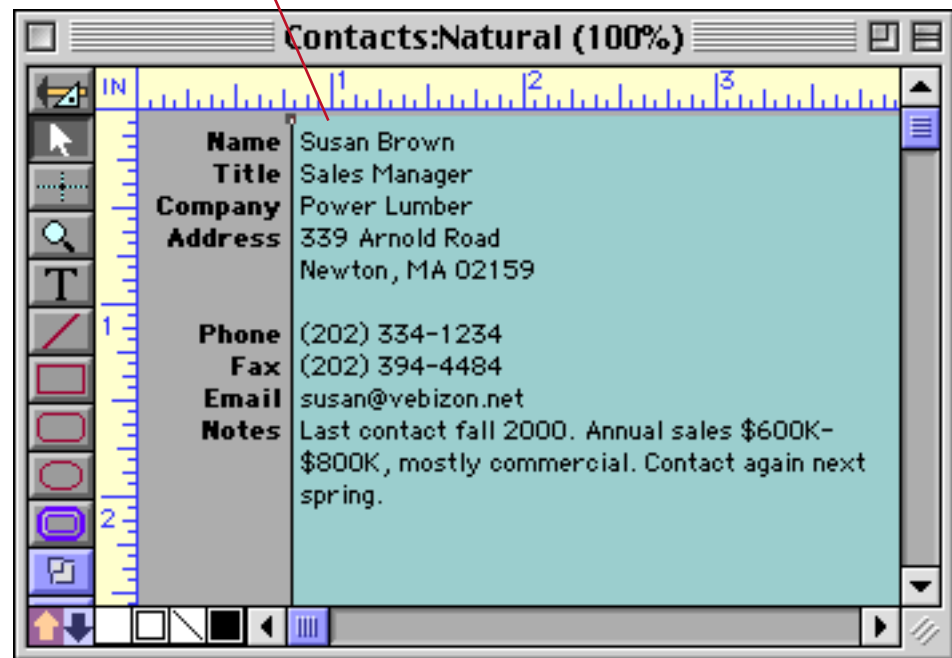 Contacts:Natural (100%)
IN 1 2 3
Name Susan Brown
Title Sales Manager
Company Power Lumber
Address 339 Arnold Road
Newton, MA 02159
1
Phone (202) 334-1234
Fax (202) 394-4484
Email susan@vebizon.net
Notes Last contact fall 2000. Annual sales $600K-
$800K, mostly commercial. Contact again next
spring.
2
T